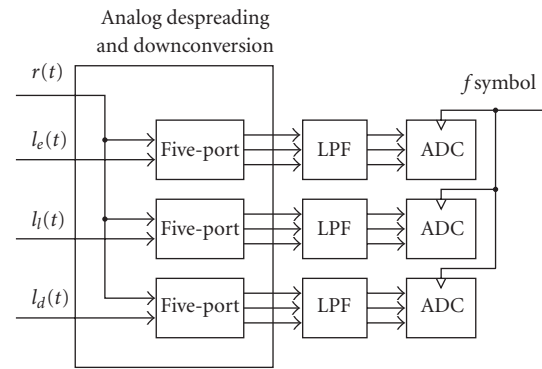 Analog despreading
and downconversion
r(t)
f symbol
l_e(t)
Five-port
LPF
ADC
l_l(t)
Five-port
LPF
ADC
l_d(t)
Five-port
LPF
ADC